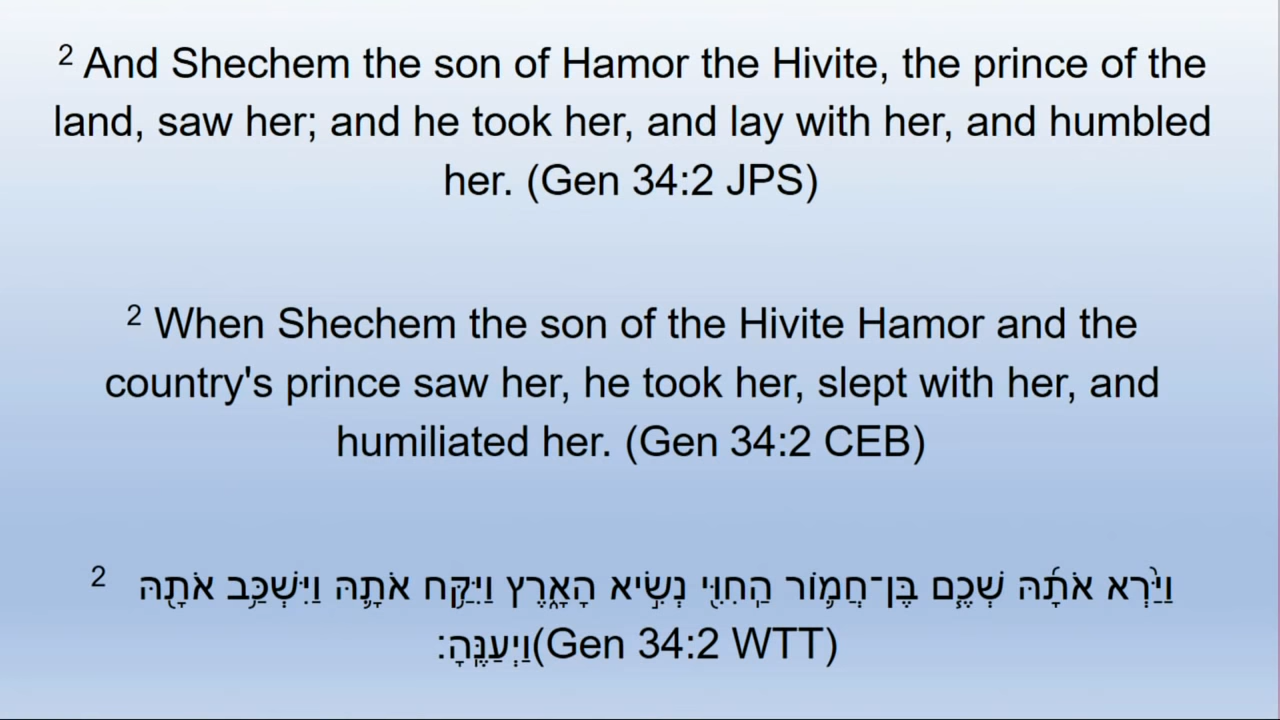 2 And Shechem the son of Hamor the Hivite, the prince of the
land, saw her; and he took her, and lay with her, and humbled
her. (Gen 34:2 JPS)
2 When Shechem the son of the Hivite Hamor and the
country's prince saw her, he took her, slept with her, and
humiliated her. (Gen 34:2 CEB)
2 וַיַּ֨רְא אֹתָ֜הּ שְׁכֶ֧ם בֶּן־חֲמ֛וֹר הַֽחִוִּ֖י נְשִׂ֣יא הָאָ֑רֶץ וַיִּקַּ֥ח אֹתָ֛הּ וַיִּשְׁכַּ֥ב אֹתָ֖הּ
וַיְעַנֶּֽהָ׃ (Gen 34:2 WTT)